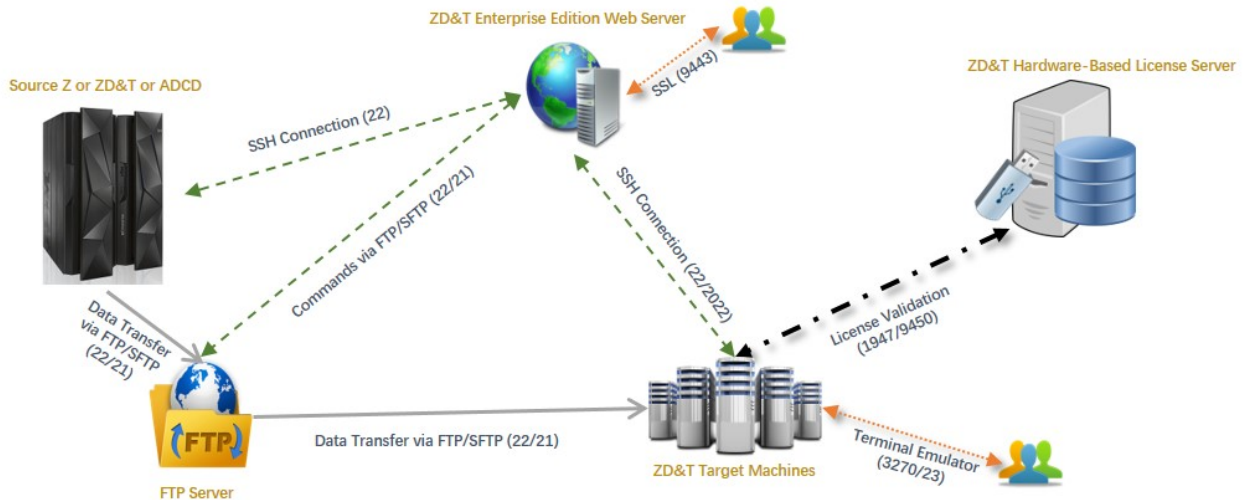 ZD&T Enterprise Edition Web Server
SSL (9443)
ZD&T Hardware-Based License Server
Source Z or ZD&T or ADCD
SSH Connection (22)
Commands via FTP/SFTP (22/21)
SSH Connection (22/2022)
License Validation
(1947/9450)
Data Transfer
via FTP/SFTP
(22/21)
FTP
Data Transfer via FTP/SFTP (22/21)
Terminal Emulator
(3270/23)
ZD&T Target Machines
FTP Server